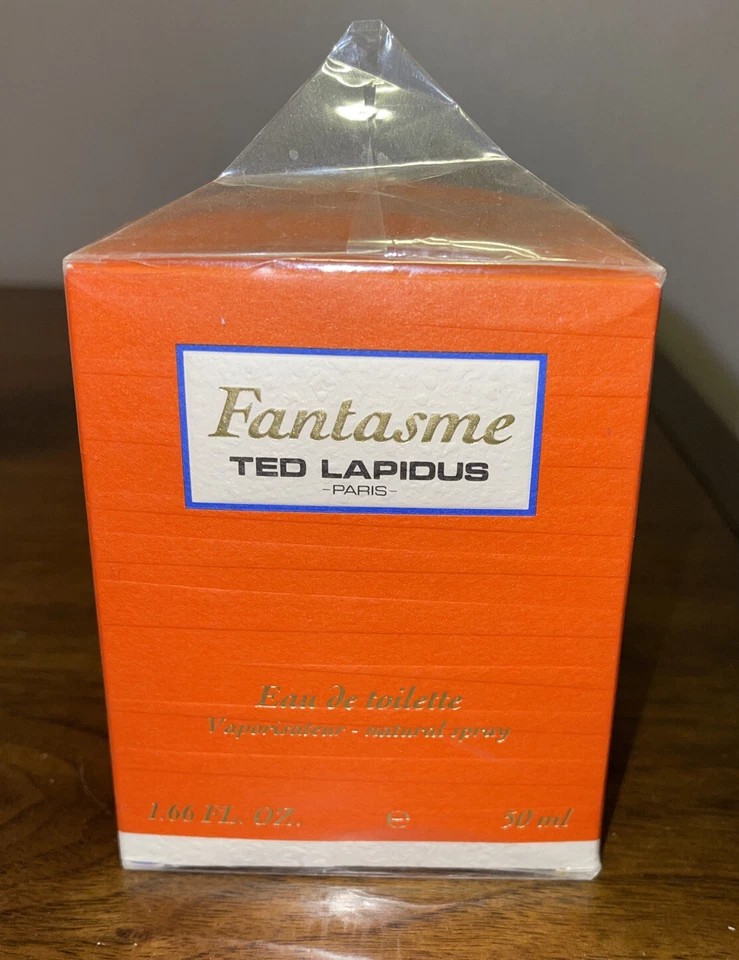 Fantasme
TED LAPIDUS
-PARIS-
Eau de toilette
Vaporisateur - natural spray
1.66 FL. OZ. ℮ 50 ml